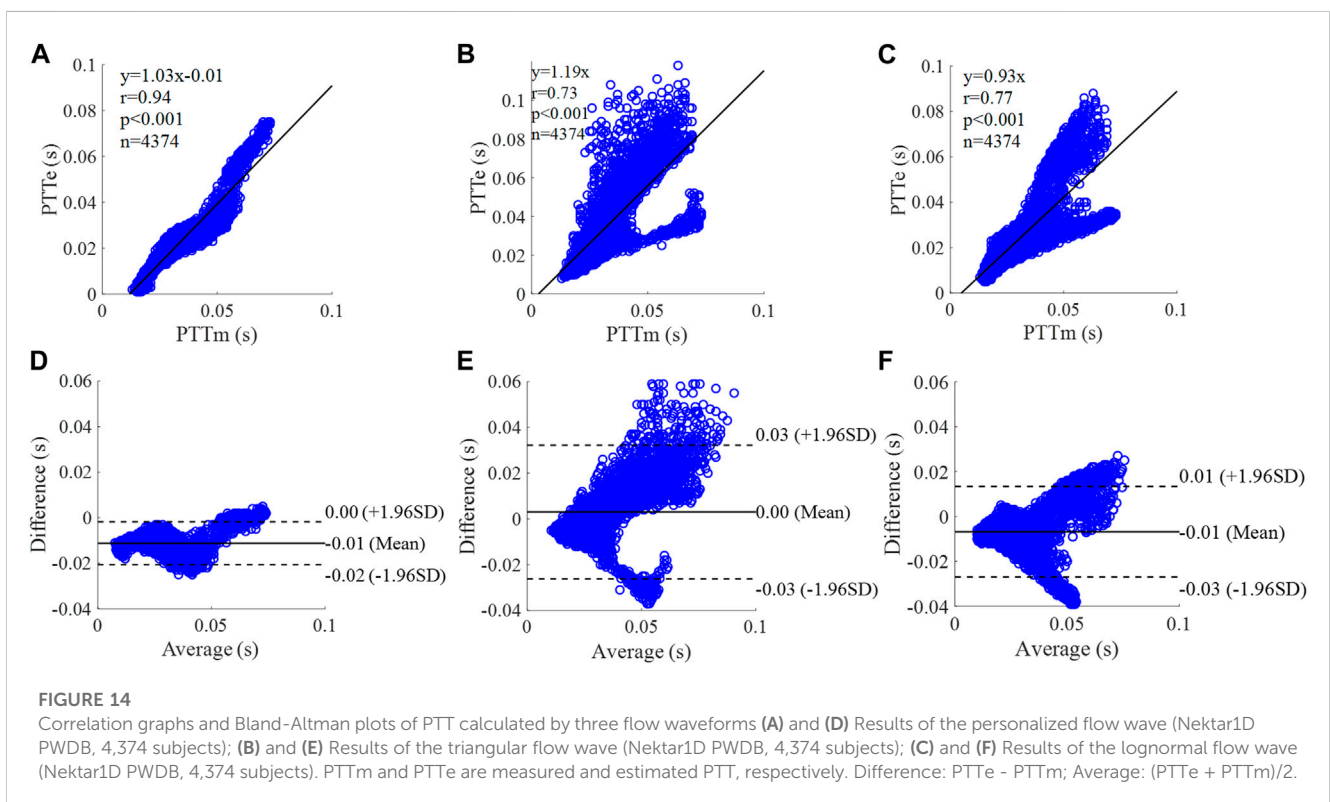 A
0.1
y=1.03x-0.01
r=0.94
p<0.001
n=4374
0.08
0.06
0.04
0.02
0
PTTe (s)
0
0.05
0.1
PTTm (s)
B
y=1.19x
r=0.73
p<0.001
n=4374
0.1
0.08
0.06
0.04
0.02
0
PTTe (s)
0
0.05
0.1
PTTm (s)
C
0.1
y=0.93x
r=0.77
p<0.001
n=4374
0.08
0.06
0.04
0.02
0
PTTe (s)
0
0.05
0.1
PTTm (s)
D
0.06
0.04
0.02
0
-0.02
-0.04
Difference (s)
0.00 (+1.96SD)
-0.01 (Mean)
-0.02 (-1.96SD)
0
0.05
0.1
Average (s)
E
0.06
0.04
0.02
0
-0.02
-0.04
Difference (s)
0.03 (+1.96SD)
0.00 (Mean)
-0.03 (-1.96SD)
0
0.05
0.1
Average (s)
F
0.06
0.04
0.02
0
-0.02
-0.04
Difference (s)
0.01 (+1.96SD)
-0.01 (Mean)
-0.03 (-1.96SD)
0
0.05
0.1
Average (s)
FIGURE 14
Correlation graphs and Bland-Altman plots of PTT calculated by three flow waveforms (A) and (D) Results of the personalized flow wave (Nektar1D
PWDB, 4,374 subjects); (B) and (E) Results of the triangular flow wave (Nektar1D PWDB, 4,374 subjects); (C) and (F) Results of the lognormal flow wave
(Nektar1D PWDB, 4,374 subjects). PTTm and PTTe are measured and estimated PTT, respectively. Difference: PTTe - PTTm; Average: (PTTe + PTTm)/2.